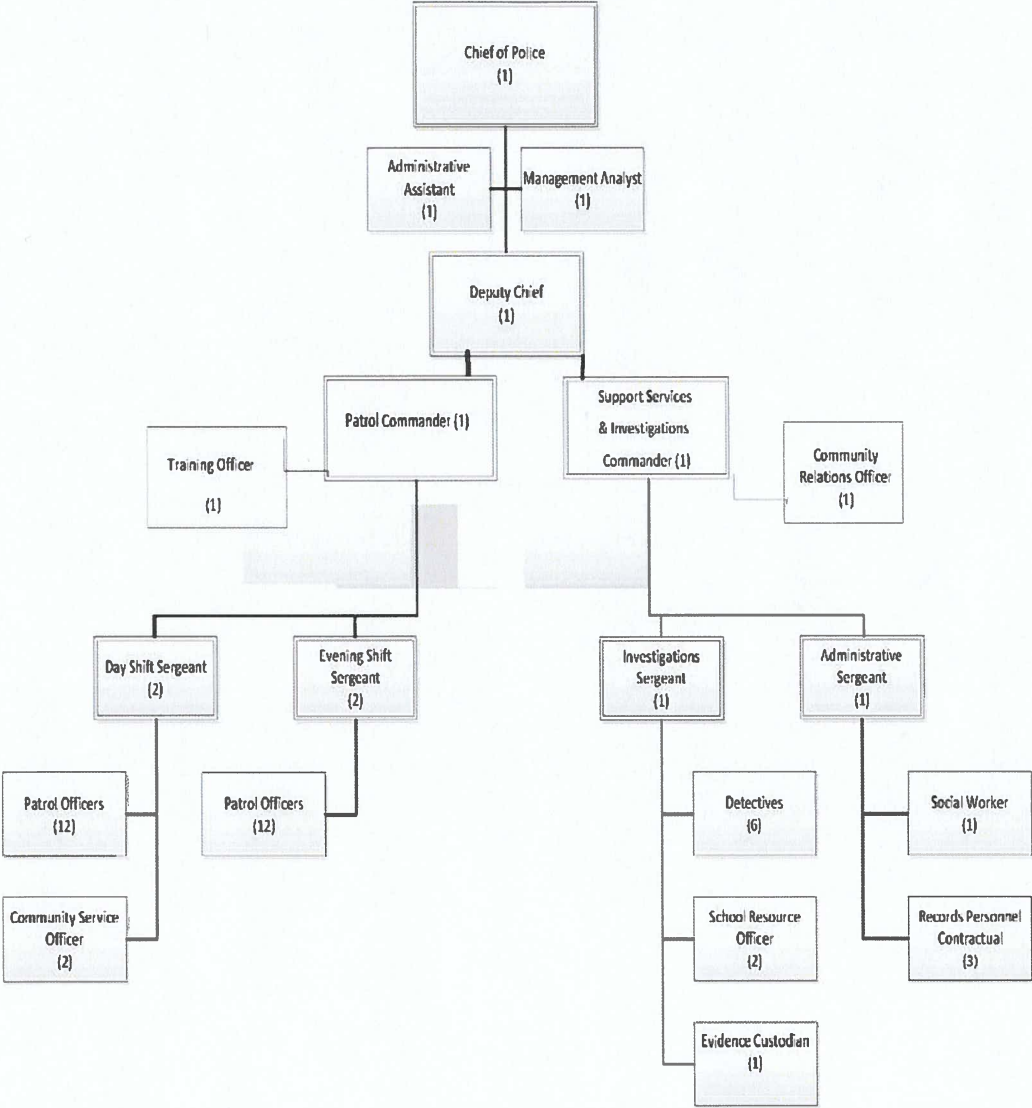 Chief of Police
(1)
Administrative
Assistant
(1)
Management Analyst
(1)
Deputy Chief
(1)
Patrol Commander (1)
Support Services
& Investigations
Commander (1)
Training Officer
(1)
Community
Relations Officer
(1)
Day Shift Sergeant
(2)
Evening Shift
Sergeant
(2)
Investigations
Sergeant
(1)
Administrative
Sergeant
(1)
Patrol Officers
(12)
Patrol Officers
(12)
Detectives
(6)
Social Worker
(1)
Community Service
Officer
(2)
School Resource
Officer
(2)
Records Personnel
Contractual
(3)
Evidence Custodian
(1)